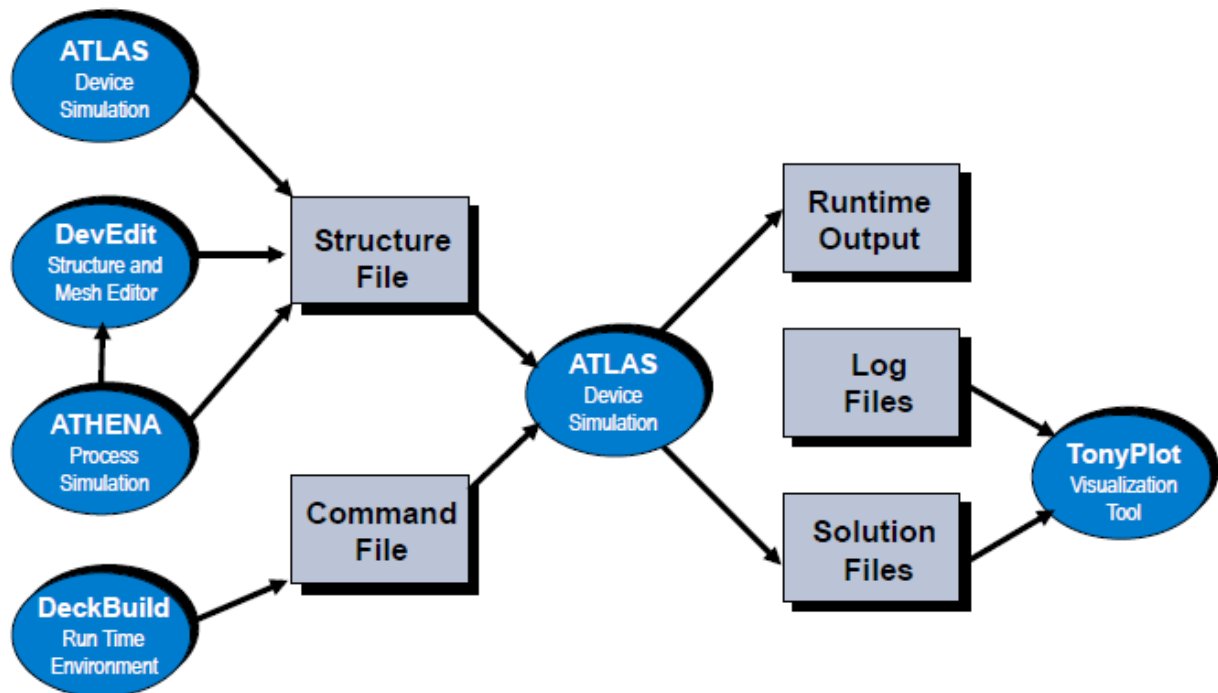 ATLAS
Device
Simulation
DevEdit
Structure and
Mesh Editor
ATHENA
Process
Simulation
DeckBuild
Run Time
Environment
Structure
File
Command
File
ATLAS
Device
Simulation
Runtime
Output
Log
Files
Solution
Files
TonyPlot
Visualization
Tool